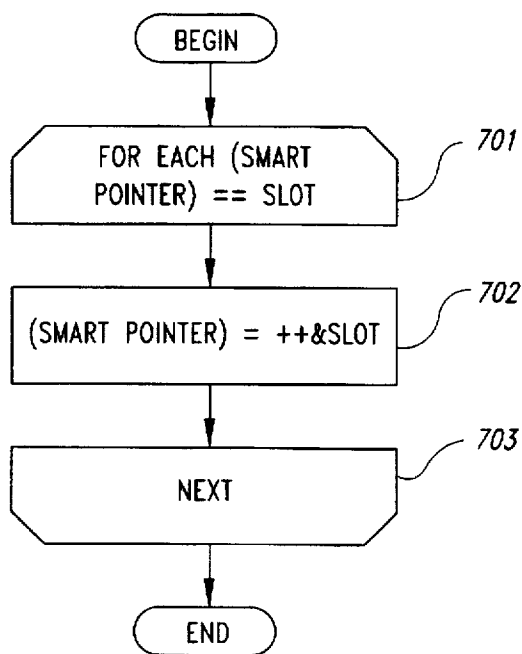 BEGIN
FOR EACH (SMART
POINTER) == SLOT
701
(SMART POINTER) = ++&SLOT
702
NEXT
703
END